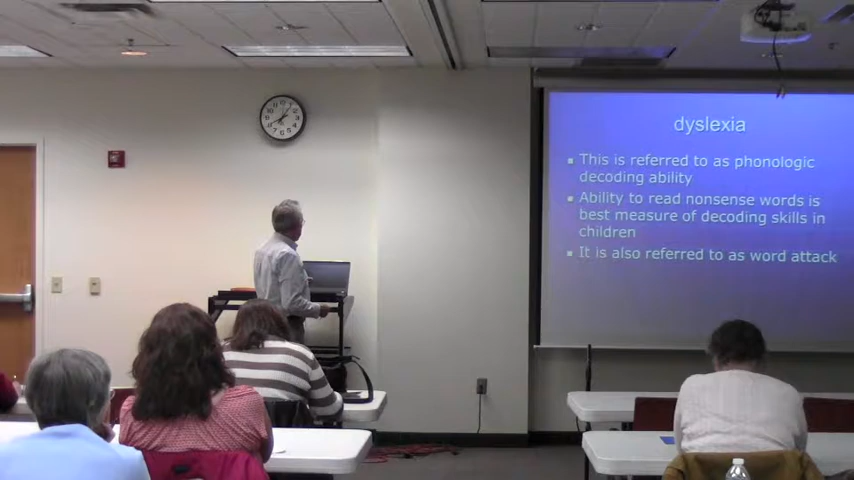 dyslexia
This is referred to as phonologic
decoding ability
Ability to read nonsense words is
best measure of decoding skills in
children
It is also referred to as word attack